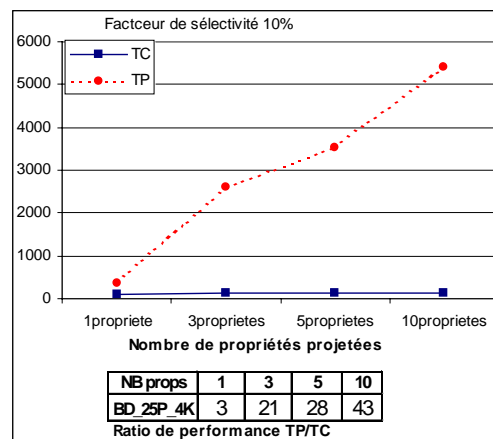 Factceur de sélectivité 10%
6000
5000
4000
3000
2000
1000
0
TC
TP
1propriete 3proprietes 5proprietes 10proprietes
Nombre de propriétés projetées
NB props 1 3 5 10
BD_25P_4K 3 21 28 43
Ratio de performance TP/TC